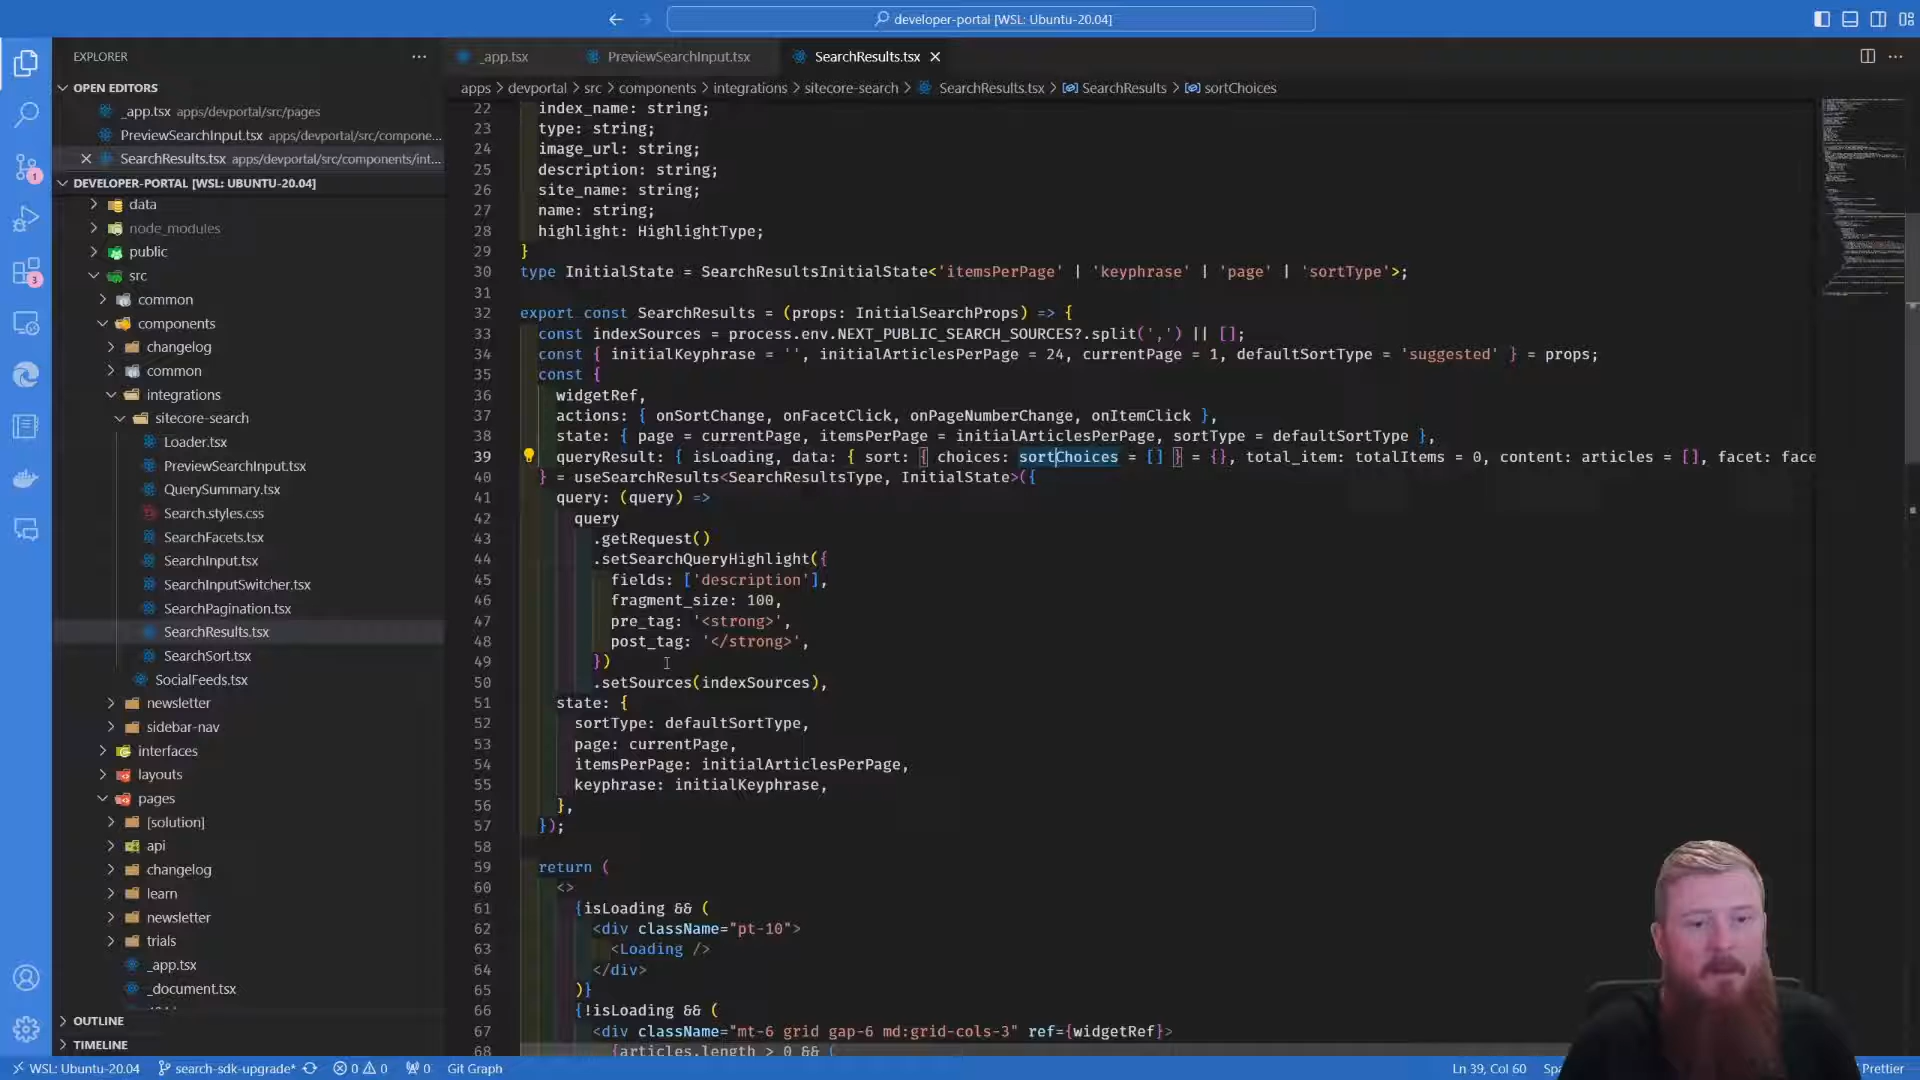 developer-portal [WSL: Ubuntu-20.04]
EXPLORER
OPEN EDITORS
_app.tsx apps/devportal/src/pages
PreviewSearchInput.tsx apps/devportal/src/compone...
SearchResults.tsx apps/devportal/src/components/int...
DEVELOPER-PORTAL [WSL: UBUNTU-20.04]
data
node_modules
public
src
common
components
changelog
common
integrations
sitecore-search
Loader.tsx
PreviewSearchInput.tsx
QuerySummary.tsx
Search.styles.css
SearchFacets.tsx
SearchInput.tsx
SearchInputSwitcher.tsx
SearchPagination.tsx
SearchResults.tsx
SearchSort.tsx
SocialFeeds.tsx
newsletter
sidebar-nav
interfaces
layouts
pages
[solution]
api
changelog
learn
newsletter
trials
_app.tsx
_document.tsx
OUTLINE
TIMELINE
1
3
_app.tsx PreviewSearchInput.tsx SearchResults.tsx
apps > devportal > src > components > integrations > sitecore-search > SearchResults.tsx > SearchResults > sortChoices
22 index_name: string;
23 type: string;
24 image_url: string;
25 description: string;
26 site_name: string;
27 name: string;
28 highlight: HighlightType;
29 }
30 type InitialState = SearchResultsInitialState<'itemsPerPage' | 'keyphrase' | 'page' | 'sortType'>;
31
32 export const SearchResults = (props: InitialSearchProps) => {
33 const indexSources = process.env.NEXT_PUBLIC_SEARCH_SOURCES?.split(',') || [];
34 const { initialKeyphrase = '', initialArticlesPerPage = 24, currentPage = 1, defaultSortType = 'suggested' } = props;
35 const {
36 widgetRef,
37 actions: { onSortChange, onFacetClick, onPageNumberChange, onItemClick },
38 state: { page = currentPage, itemsPerPage = initialArticlesPerPage, sortType = defaultSortType },
39 queryResult: { isLoading, data: { sort: { choices: sortChoices = [] } = {}, total_item: totalItems = 0, content: articles = [], facet: face
40 } = useSearchResults<SearchResultsType, InitialState>({
41 query: (query) =>
42 query
43 .getRequest()
44 .setSearchQueryHighlight({
45 fields: ['description'],
46 fragment_size: 100,
47 pre_tag: '<strong>',
48 post_tag: '</strong>',
49 })
50 .setSources(indexSources),
51 state: {
52 sortType: defaultSortType,
53 page: currentPage,
54 itemsPerPage: initialArticlesPerPage,
55 keyphrase: initialKeyphrase,
56 },
57 });
58
59 return (
60 <>
61 {isLoading && (
62 <div className="pt-10">
63 <Loading />
64 </div>
65 )}
66 {!isLoading && (
67 <div className="mt-6 grid gap-6 md:grid-cols-3" ref={widgetRef}>
68 {articles.length > 0 && (
WSL: Ubuntu-20.04 search-sdk-upgrade* 0 0 0 Git Graph Ln 39, Col 60 Spa Prettier